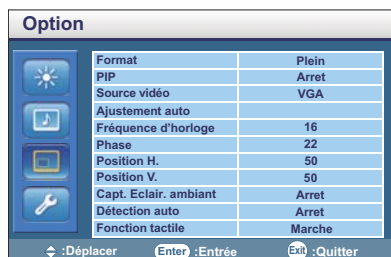 Option
Format Plein
PIP Arret
Source vidéo VGA
Ajustement auto
Fréquence d'horloge 16
Phase 22
Position H. 50
Position V. 50
Capt. Eclair. ambiant Arret
Détection auto Arret
Fonction tactile Marche
:Déplacer Enter :Entrée Exit :Quitter